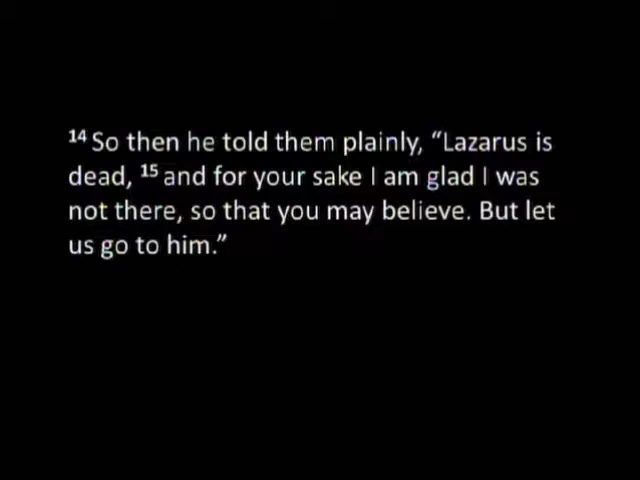 ¹⁴ So then he told them plainly, “Lazarus is
dead, ¹⁵ and for your sake I am glad I was
not there, so that you may believe. But let
us go to him.”